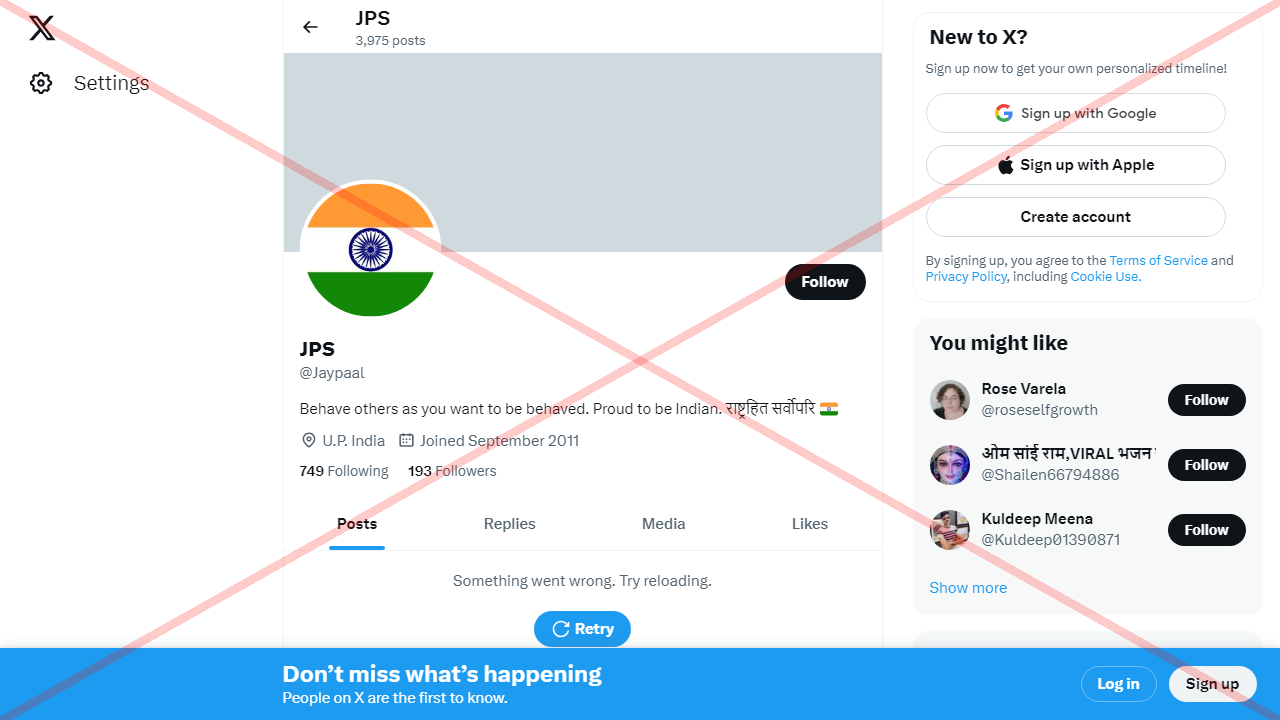 JPS
3,975 posts
Settings
Follow
JPS
@Jaypaal
Behave others as you want to be behaved. Proud to be Indian. राष्ट्रहित सर्वोपरि
U.P. India Joined September 2011
749 Following 193 Followers
Posts Replies Media Likes
Something went wrong. Try reloading.
Retry
New to X?
Sign up now to get your own personalized timeline!
Sign up with Google
Sign up with Apple
Create account
By signing up, you agree to the Terms of Service and
Privacy Policy, including Cookie Use.
You might like
Rose Varela
@roseselfgrowth
Follow
ओम सांई राम,VIRAL भजन
@Shailen66794886
Follow
Kuldeep Meena
@Kuldeep01390871
Follow
Show more
Don’t miss what’s happening
People on X are the first to know.
Log in
Sign up